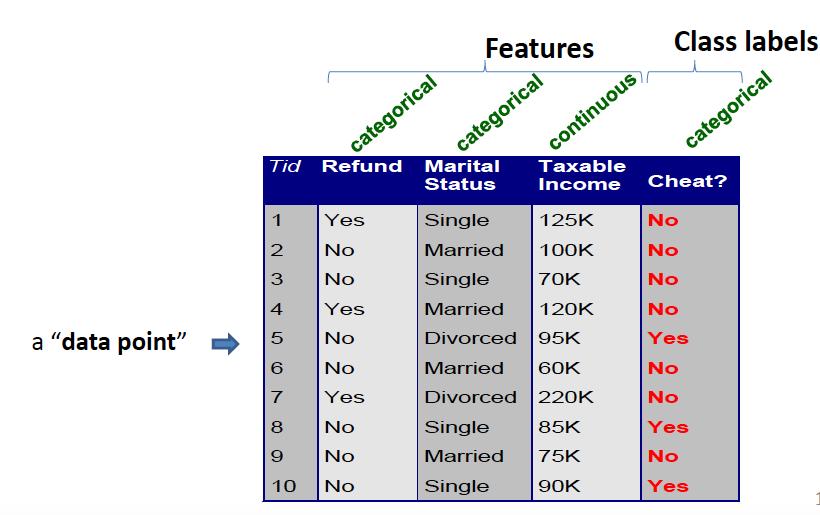 Features
Class labels
categorical
categorical
continuous
categorical
Tid Refund Marital Status Taxable Income Cheat?
1 Yes Single 125K No
2 No Married 100K No
3 No Single 70K No
4 Yes Married 120K No
a “data point”
5 No Divorced 95K Yes
6 No Married 60K No
7 Yes Divorced 220K No
8 No Single 85K Yes
9 No Married 75K No
10 No Single 90K Yes